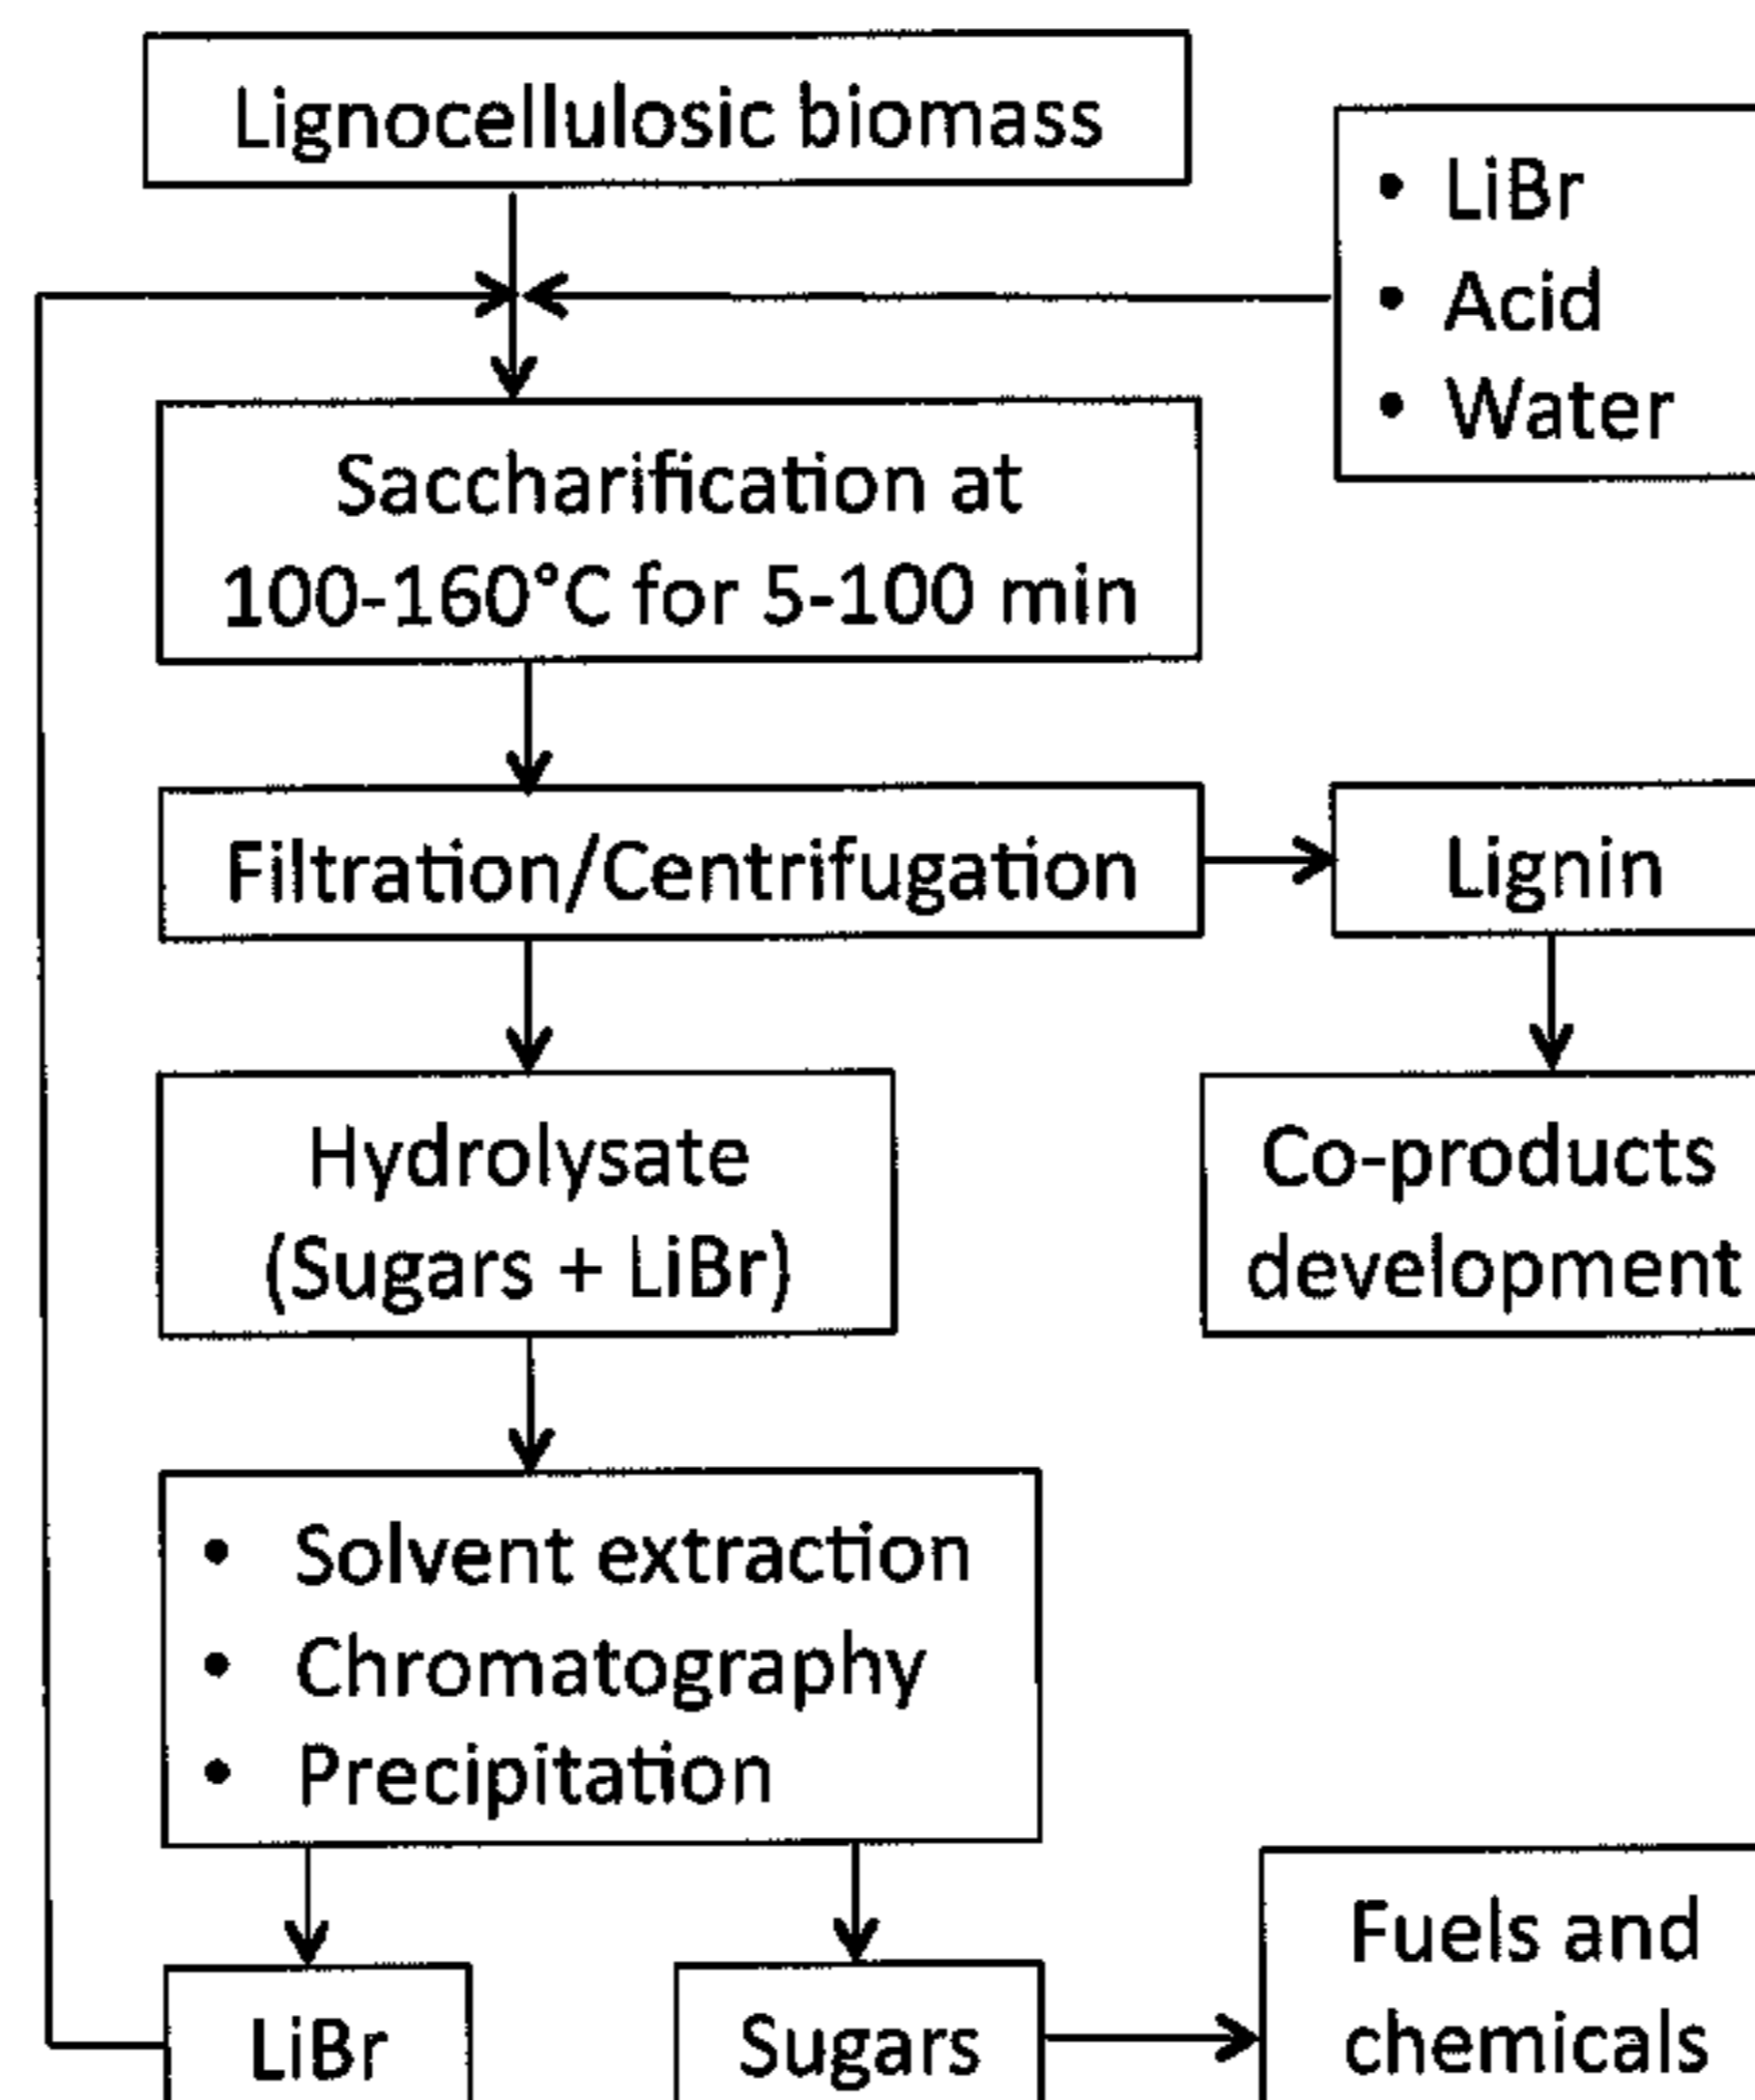 Lignocellulosic biomass
• LiBr
• Acid
• Water
Saccharification at
100-160°C for 5-100 min
Filtration/Centrifugation
Lignin
Hydrolysate
(Sugars + LiBr)
Co-products
development
• Solvent extraction
• Chromatography
• Precipitation
LiBr
Sugars
Fuels and
chemicals